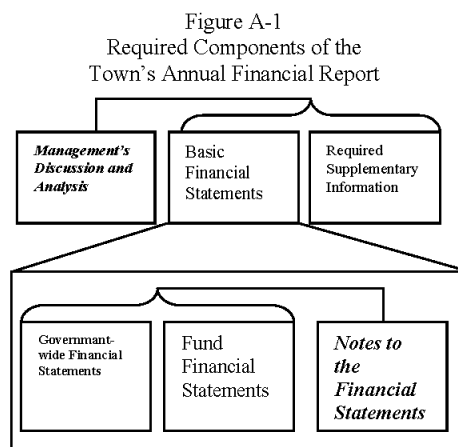 Figure A-1
Required Components of the
Town's Annual Financial Report
Management's
Discussion and
Analysis
Basic
Financial
Statements
Required
Supplementary
Information
Governmant-
wide Financial
Statements
Fund
Financial
Statements
Notes to
the
Financial
Statements